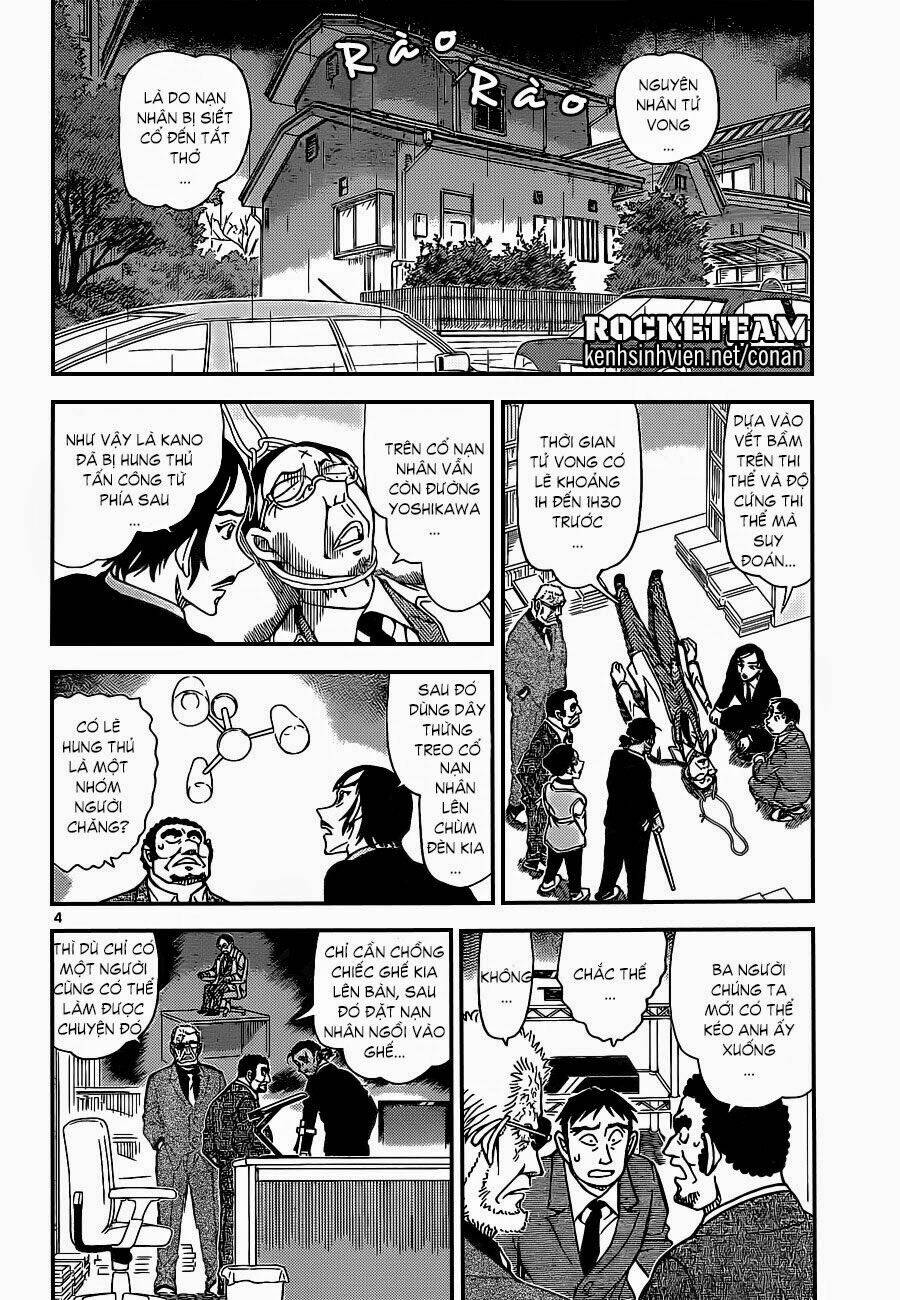 Rào
Rào
NGUYÊN
NHÂN TỬ
VONG
...
LÀ DO NẠN
NHÂN BỊ SIẾT
CỔ ĐẾN TẮT
THỞ
...
ROCKETEAM
kenhsinhvien.net/conan
DỰA VÀO
VẾT BẦM
TRÊN THI
THỂ VÀ ĐỘ
CỨNG THI
THỂ MÀ
SUY
ĐOÁN...
THỜI GIAN
TỬ VONG CÓ
LẼ KHOẢNG
1H ĐẾN 1H30
TRƯỚC
...
TRÊN CỔ NẠN
NHÂN VẪN
CÒN ĐƯỜNG
YOSHIKAWA
...
NHƯ VẬY LÀ KANO
ĐÃ BỊ HUNG THỦ
TẤN CÔNG TỪ
PHÍA SAU
...
SAU ĐÓ
DÙNG DÂY
THỪNG
TREO CỔ
NẠN
NHÂN
LÊN
CHÙM
ĐÈN KIA
...
CÓ LẼ
HUNG THỦ
LÀ MỘT
NHÓM
NGƯỜI
CHĂNG?
4
BA NGƯỜI
CHÚNG TA
MỚI CÓ THỂ
KÉO ANH ẤY
XUỐNG
...
CHẮC THẾ
...
KHÔNG
...
CHỈ CẦN CHỒNG
CHIẾC GHẾ KIA
LÊN BÀN, SAU
ĐÓ ĐẶT NẠN
NHÂN NGỒI VÀO
GHẾ...
THÌ DÙ CHỈ CÓ
MỘT NGƯỜI
CŨNG CÓ THỂ
LÀM ĐƯỢC
CHUYỆN ĐÓ